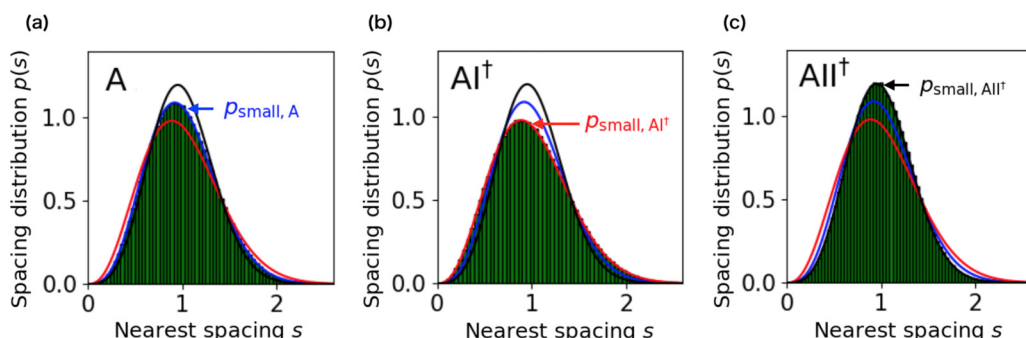 (a)
Spacing distribution p(s)
A
p_small, A
1.0
0.5
0.0
0 1 2
Nearest spacing s
(b)
Spacing distribution p(s)
AI†
p_small, AI†
1.0
0.5
0.0
0 1 2
Nearest spacing s
(c)
Spacing distribution p(s)
AII†
p_small, AII†
1.0
0.5
0.0
0 1 2
Nearest spacing s